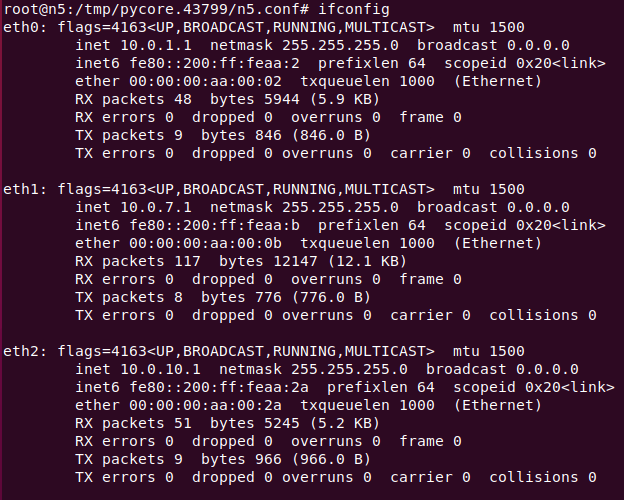 root@n5:/tmp/pycore.43799/n5.conf# ifconfig
eth0: flags=4163<UP,BROADCAST,RUNNING,MULTICAST>  mtu 1500
        inet 10.0.1.1  netmask 255.255.255.0  broadcast 0.0.0.0
        inet6 fe80::200:ff:feaa:2  prefixlen 64  scopeid 0x20<link>
        ether 00:00:00:aa:00:02  txqueuelen 1000  (Ethernet)
        RX packets 48  bytes 5944 (5.9 KB)
        RX errors 0  dropped 0  overruns 0  frame 0
        TX packets 9  bytes 846 (846.0 B)
        TX errors 0  dropped 0 overruns 0  carrier 0  collisions 0

eth1: flags=4163<UP,BROADCAST,RUNNING,MULTICAST>  mtu 1500
        inet 10.0.7.1  netmask 255.255.255.0  broadcast 0.0.0.0
        inet6 fe80::200:ff:feaa:b  prefixlen 64  scopeid 0x20<link>
        ether 00:00:00:aa:00:0b  txqueuelen 1000  (Ethernet)
        RX packets 117  bytes 12147 (12.1 KB)
        RX errors 0  dropped 0  overruns 0  frame 0
        TX packets 8  bytes 776 (776.0 B)
        TX errors 0  dropped 0 overruns 0  carrier 0  collisions 0

eth2: flags=4163<UP,BROADCAST,RUNNING,MULTICAST>  mtu 1500
        inet 10.0.10.1  netmask 255.255.255.0  broadcast 0.0.0.0
        inet6 fe80::200:ff:feaa:2a  prefixlen 64  scopeid 0x20<link>
        ether 00:00:00:aa:00:2a  txqueuelen 1000  (Ethernet)
        RX packets 51  bytes 5245 (5.2 KB)
        RX errors 0  dropped 0  overruns 0  frame 0
        TX packets 9  bytes 966 (966.0 B)
        TX errors 0  dropped 0 overruns 0  carrier 0  collisions 0